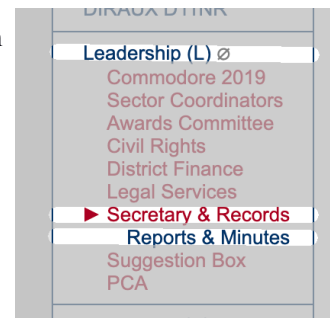 Leadership (L) ∅
Commodore 2019
Sector Coordinators
Awards Committee
Civil Rights
District Finance
Legal Services
► Secretary & Records
Reports & Minutes
Suggestion Box
PCA